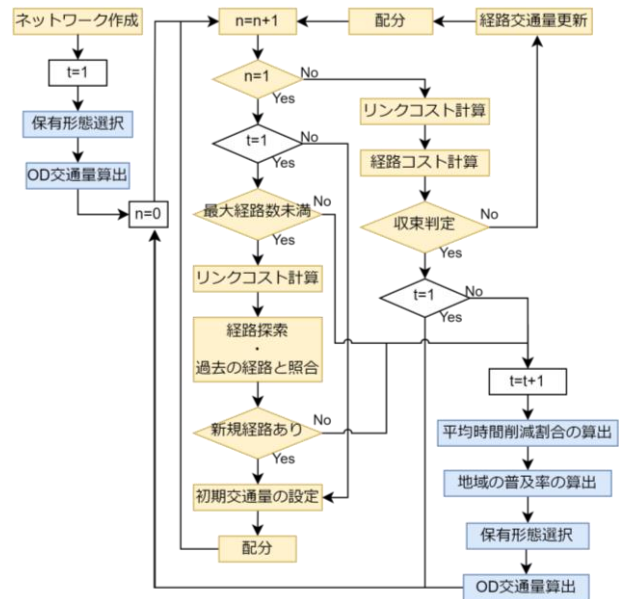 ネットワーク作成
t=1
保有形態選択
OD交通量算出
n=0
n=n+1
n=1
No
Yes
t=1
No
Yes
最大経路数未満
No
Yes
リンクコスト計算
経路探索
・
過去の経路と照合
新規経路あり
No
Yes
初期交通量の設定
配分
配分
経路交通量更新
リンクコスト計算
経路コスト計算
収束判定
No
Yes
t=1
No
Yes
t=t+1
平均時間削減割合の算出
地域の普及率の算出
保有形態選択
OD交通量算出